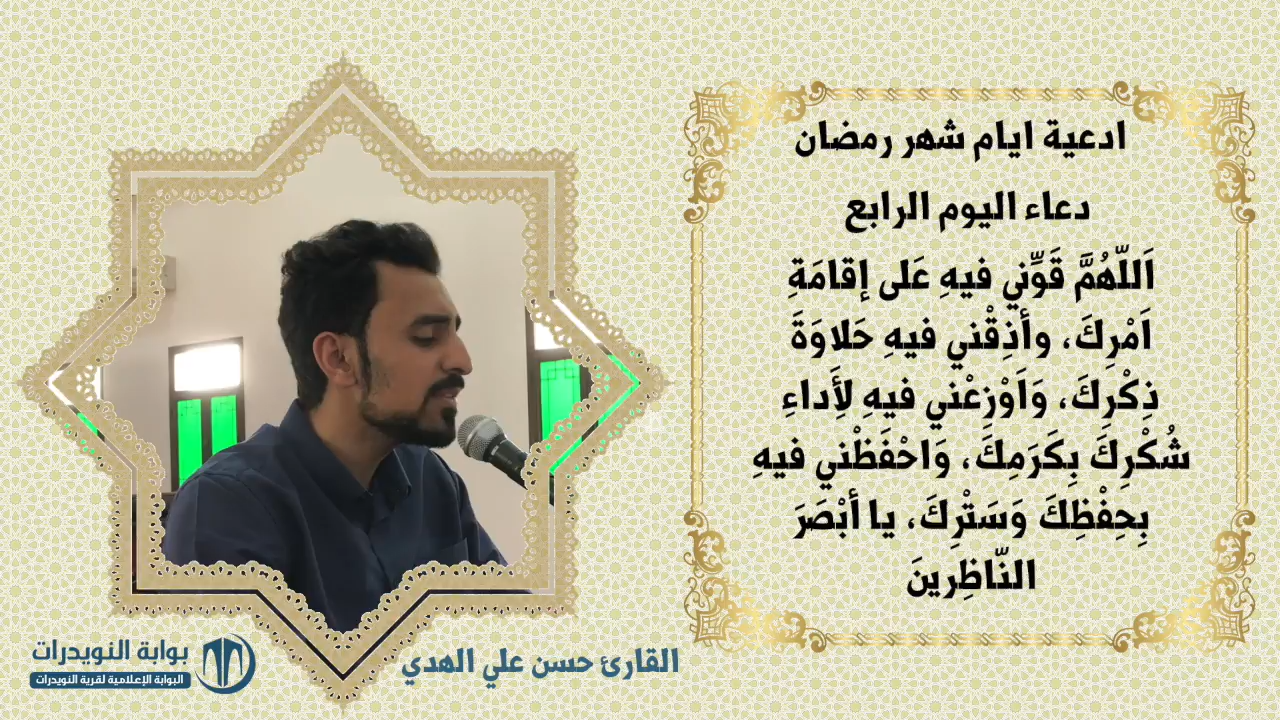 ادعية ايام شهر رمضان
دعاء اليوم الرابع
اَللّهُمَّ قَوِّني فيهِ عَلى إقامَةِ
اَمْرِكَ، وأذِقْني فيهِ حَلاوَةَ
ذِكْرِكَ، وَاَوْزِعْني فيهِ لِأَداءِ
شُكْرِكَ بِكَرَمِكَ، وَاحْفَظْني فيهِ
بِحِفْظِكَ وَسَتْرِكَ، يا أبْصَرَ
النّاظِرينَ
القارئ حسن علي الهدي
بوابة النويدرات
البوابة الإعلامية لقرية النويدرات